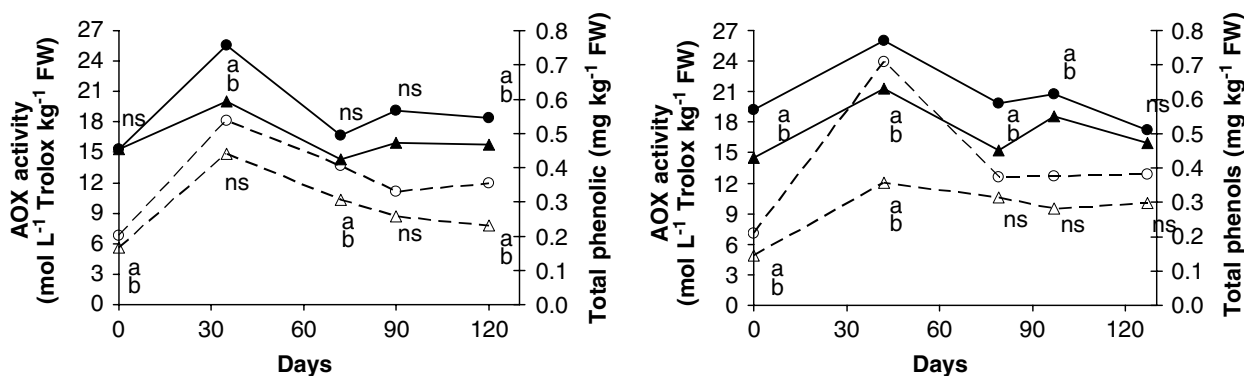 27
24
21
18
15
12
9
6
3
0
AOX activity
(mol L-1 Trolox kg-1 FW)
0.8
0.7
0.6
0.5
0.4
0.3
0.2
0.1
0.0
Total phenolic (mg kg-1 FW)
ns
a
b
ns
ns
a
b
a
b
ns
a
b
ns
a
b
0
30
60
90
120
Days
27
24
21
18
15
12
9
6
3
0
AOX activity
(mol L-1 Trolox kg-1 FW)
0.8
0.7
0.6
0.5
0.4
0.3
0.2
0.1
0.0
Total phenols (mg kg-1 FW)
a
b
a
b
a
b
a
b
ns
a
b
a
b
ns
ns
ns
0
30
60
90
120
Days